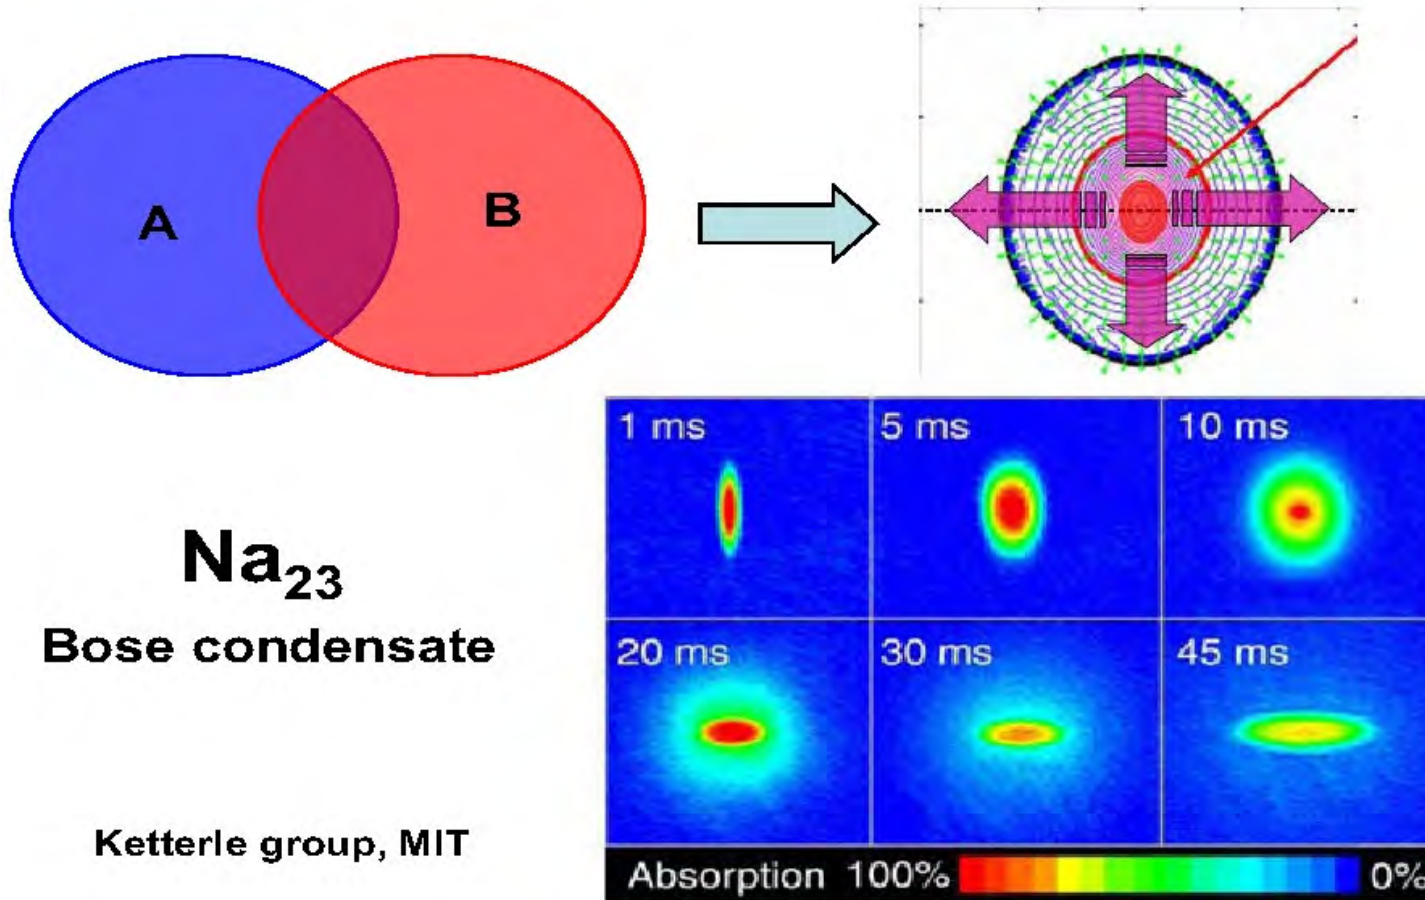 A
B
Na₂₃
Bose condensate
Ketterle group, MIT
1 ms
5 ms
10 ms
20 ms
30 ms
45 ms
Absorption 100% 0%